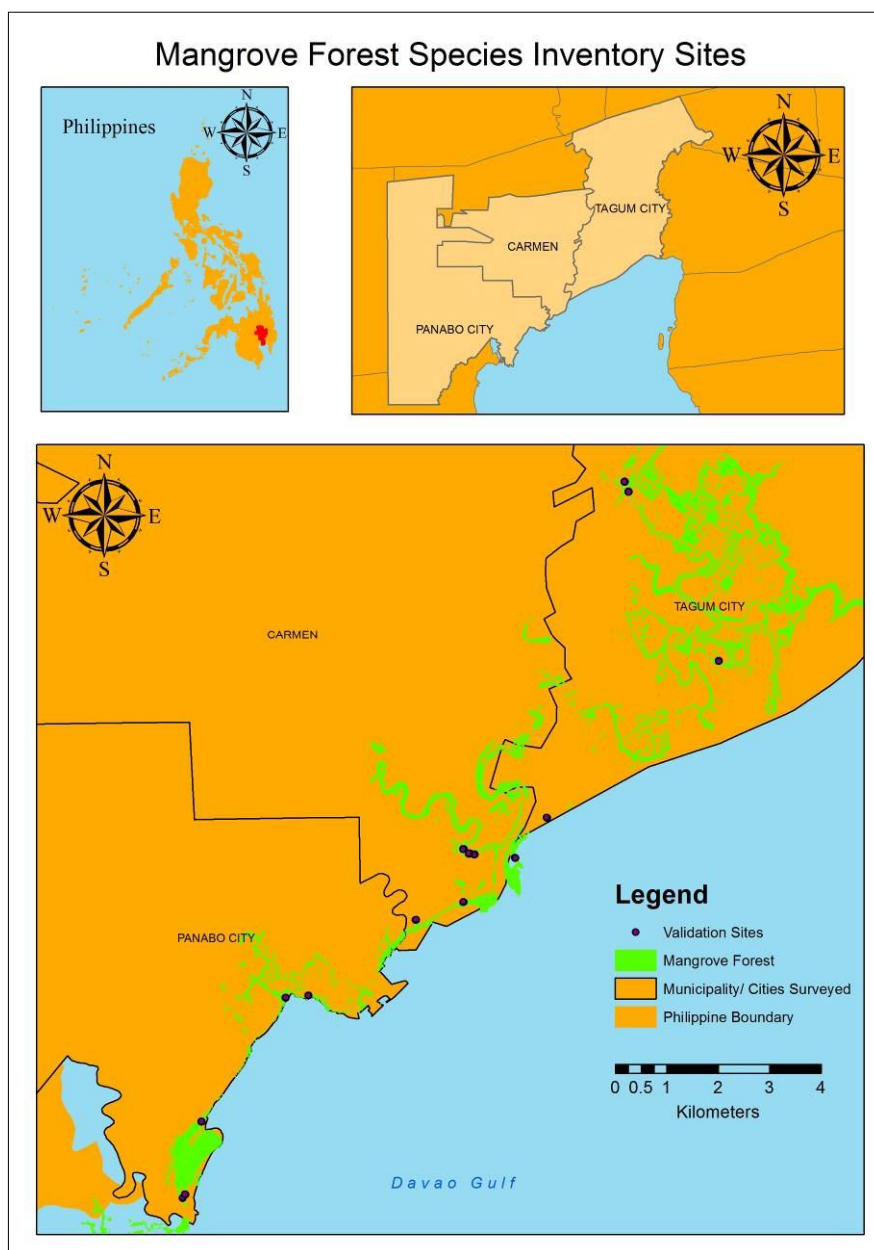 Mangrove Forest Species Inventory Sites
Philippines
N
W E
S
N
W E
S
TAGUM CITY
CARMEN
PANABO CITY
N
W E
S
TAGUM CITY
CARMEN
PANABO CITY
Legend
Validation Sites
Mangrove Forest
Municipality/ Cities Surveyed
Philippine Boundary
0 0.5 1 2 3 4
Kilometers
Davao Gulf